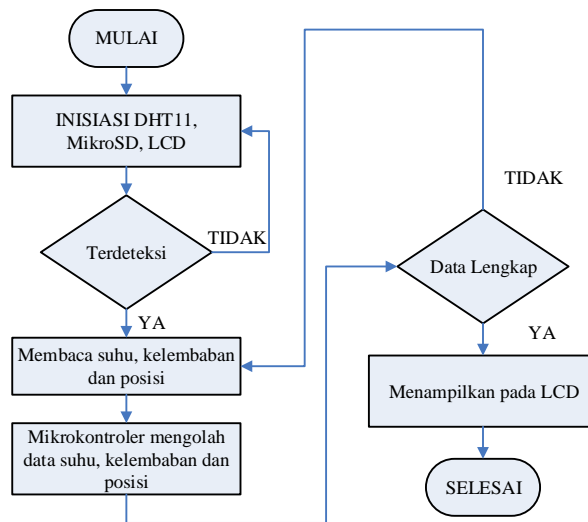 MULAI
INISIASI DHT11,
MikroSD, LCD
Terdeteksi
TIDAK
YA
Membaca suhu, kelembaban
dan posisi
Mikrokontroler mengolah
data suhu, kelembaban dan
posisi
Data Lengkap
TIDAK
YA
Menampilkan pada LCD
SELESAI